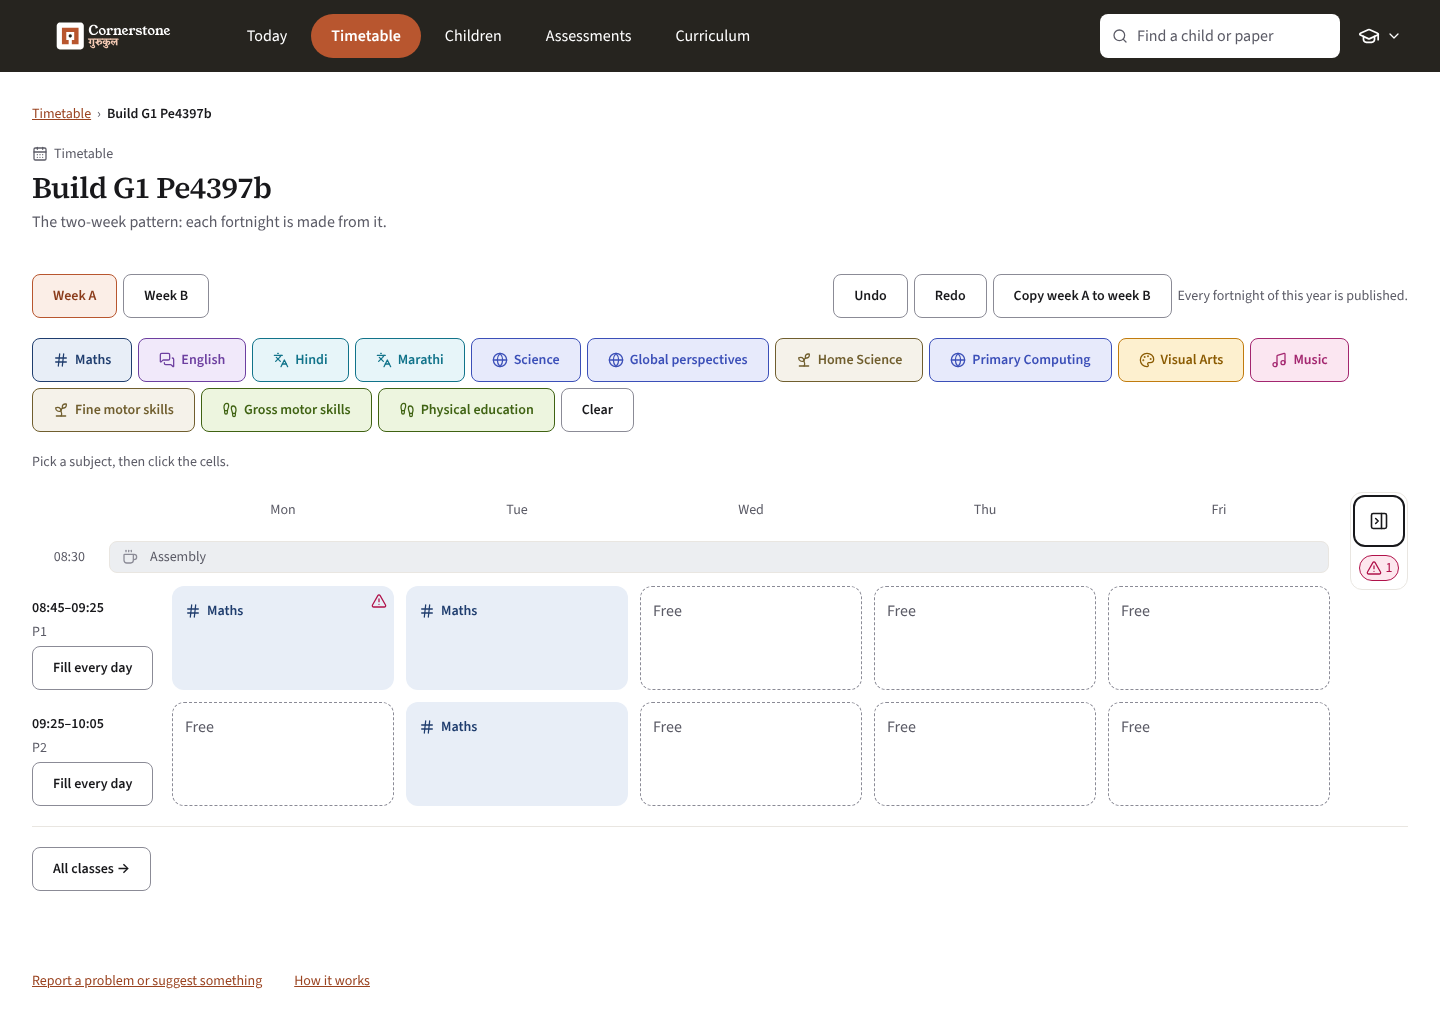 Cornerstone
गुरुकुल
Today
Timetable
Children
Assessments
Curriculum
Find a child or paper
Timetable › Build G1 Pe4397b
Timetable
Build G1 Pe4397b
The two-week pattern: each fortnight is made from it.
Week A
Week B
Undo
Redo
Copy week A to week B
Every fortnight of this year is published.
Maths
English
Hindi
Marathi
Science
Global perspectives
Home Science
Primary Computing
Visual Arts
Music
Fine motor skills
Gross motor skills
Physical education
Clear
Pick a subject, then click the cells.
Mon
Tue
Wed
Thu
Fri
08:30
Assembly
1
08:45–09:25
P1
Fill every day
Maths
Maths
Free
Free
Free
09:25–10:05
P2
Fill every day
Free
Maths
Free
Free
Free
All classes →
Report a problem or suggest something
How it works